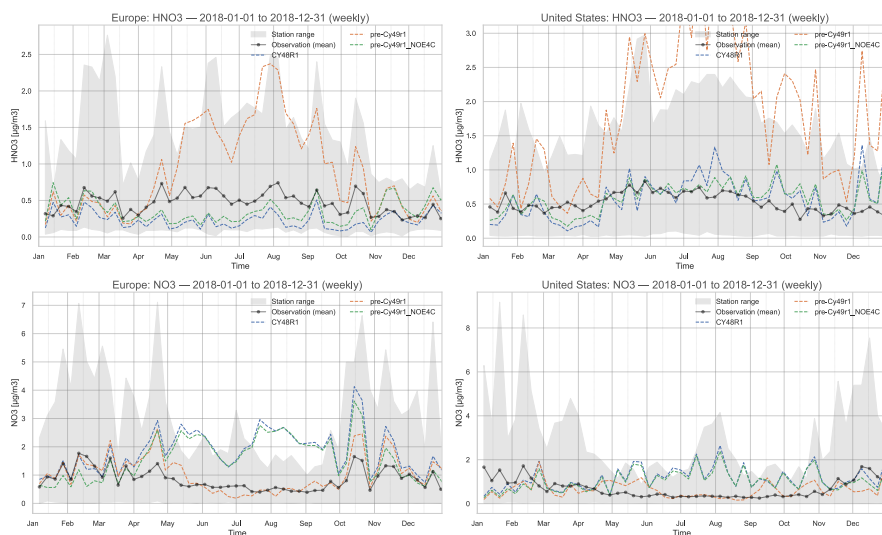 Europe: HNO3 — 2018-01-01 to 2018-12-31 (weekly)
Station range
Observation (mean)
CY48R1
pre-Cy49r1
pre-Cy49r1_NOE4C
HNO3 [μg/m3]
2.5
2.0
1.5
1.0
0.5
0.0
Jan Feb Mar Apr May Jun Jul Aug Sep Oct Nov Dec
Time
United States: HNO3 — 2018-01-01 to 2018-12-31 (weekly)
Station range
Observation (mean)
CY48R1
pre-Cy49r1
pre-Cy49r1_NOE4C
HNO3 [μg/m3]
3.0
2.5
2.0
1.5
1.0
0.5
0.0
Jan Feb Mar Apr May Jun Jul Aug Sep Oct Nov Dec
Time
Europe: NO3 — 2018-01-01 to 2018-12-31 (weekly)
Station range
Observation (mean)
CY48R1
pre-Cy49r1
pre-Cy49r1_NOE4C
NO3 [μg/m3]
7
6
5
4
3
2
1
0
Jan Feb Mar Apr May Jun Jul Aug Sep Oct Nov Dec
Time
United States: NO3 — 2018-01-01 to 2018-12-31 (weekly)
Station range
Observation (mean)
CY48R1
pre-Cy49r1
pre-Cy49r1_NOE4C
NO3 [μg/m3]
8
6
4
2
0
Jan Feb Mar Apr May Jun Jul Aug Sep Oct Nov Dec
Time